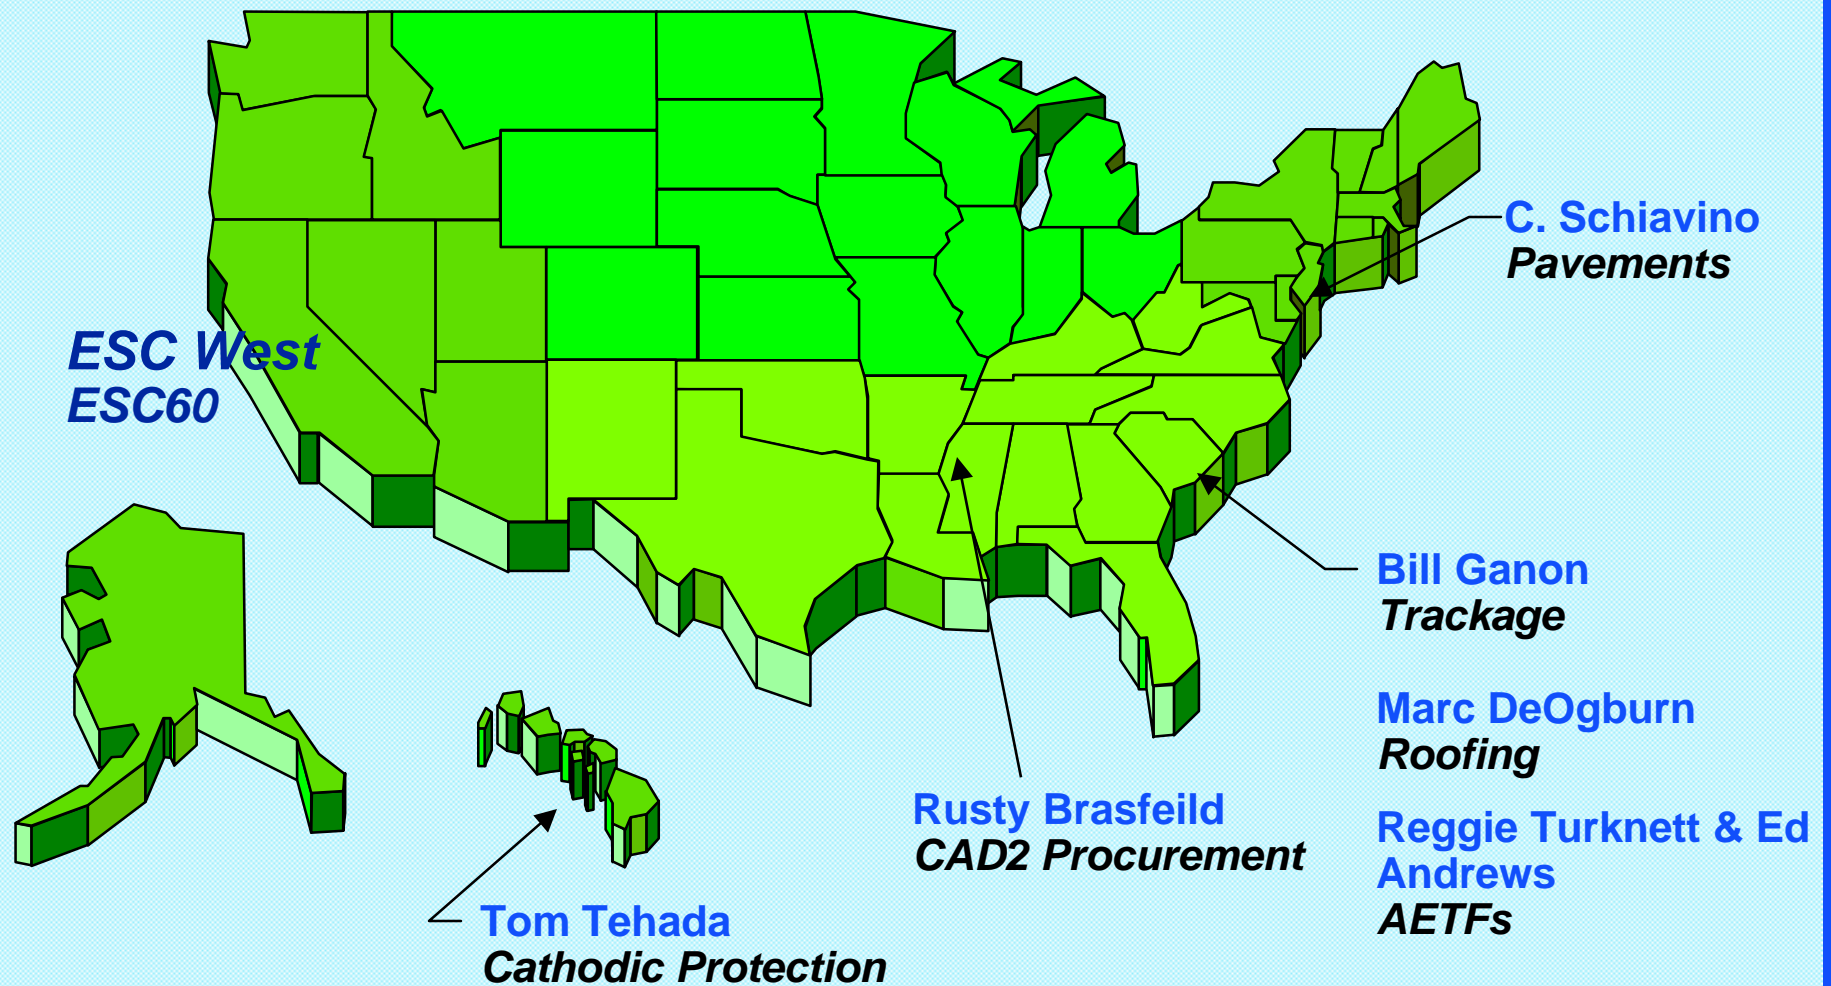 C. Schiavino
Pavements
ESC West
ESC60
Bill Ganon
Trackage
Marc DeOgburn
Roofing
Rusty Brasfeild
CAD2 Procurement
Reggie Turknett & Ed
Andrews
AETFs
Tom Tehada
Cathodic Protection